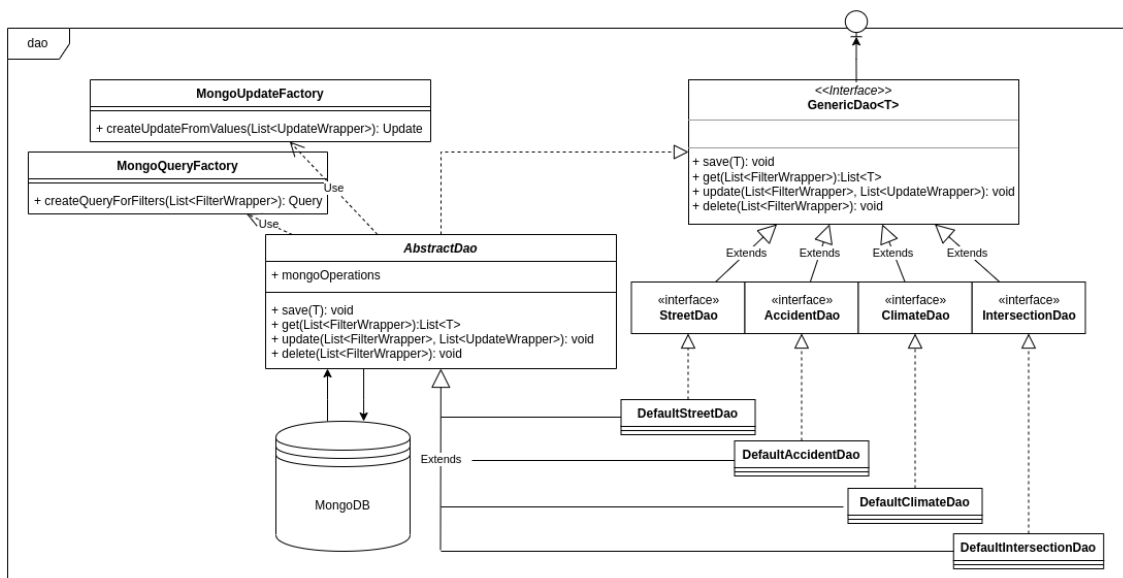 dao
MongoUpdateFactory
+ createUpdateFromValues(List<UpdateWrapper>): Update
MongoQueryFactory
+ createQueryForFilters(List<FilterWrapper>): Query
Use
Use
AbstractDao
+ mongoOperations
+ save(T): void
+ get(List<FilterWrapper>):List<T>
+ update(List<FilterWrapper>, List<UpdateWrapper>): void
+ delete(List<FilterWrapper>): void
<<Interface>>
GenericDao<T>
+ save(T): void
+ get(List<FilterWrapper>):List<T>
+ update(List<FilterWrapper>, List<UpdateWrapper>): void
+ delete(List<FilterWrapper>): void
Extends
Extends
Extends
Extends
«interface»
StreetDao
«interface»
AccidentDao
«interface»
ClimateDao
«interface»
IntersectionDao
DefaultStreetDao
DefaultAccidentDao
DefaultClimateDao
DefaultIntersectionDao
Extends
MongoDB